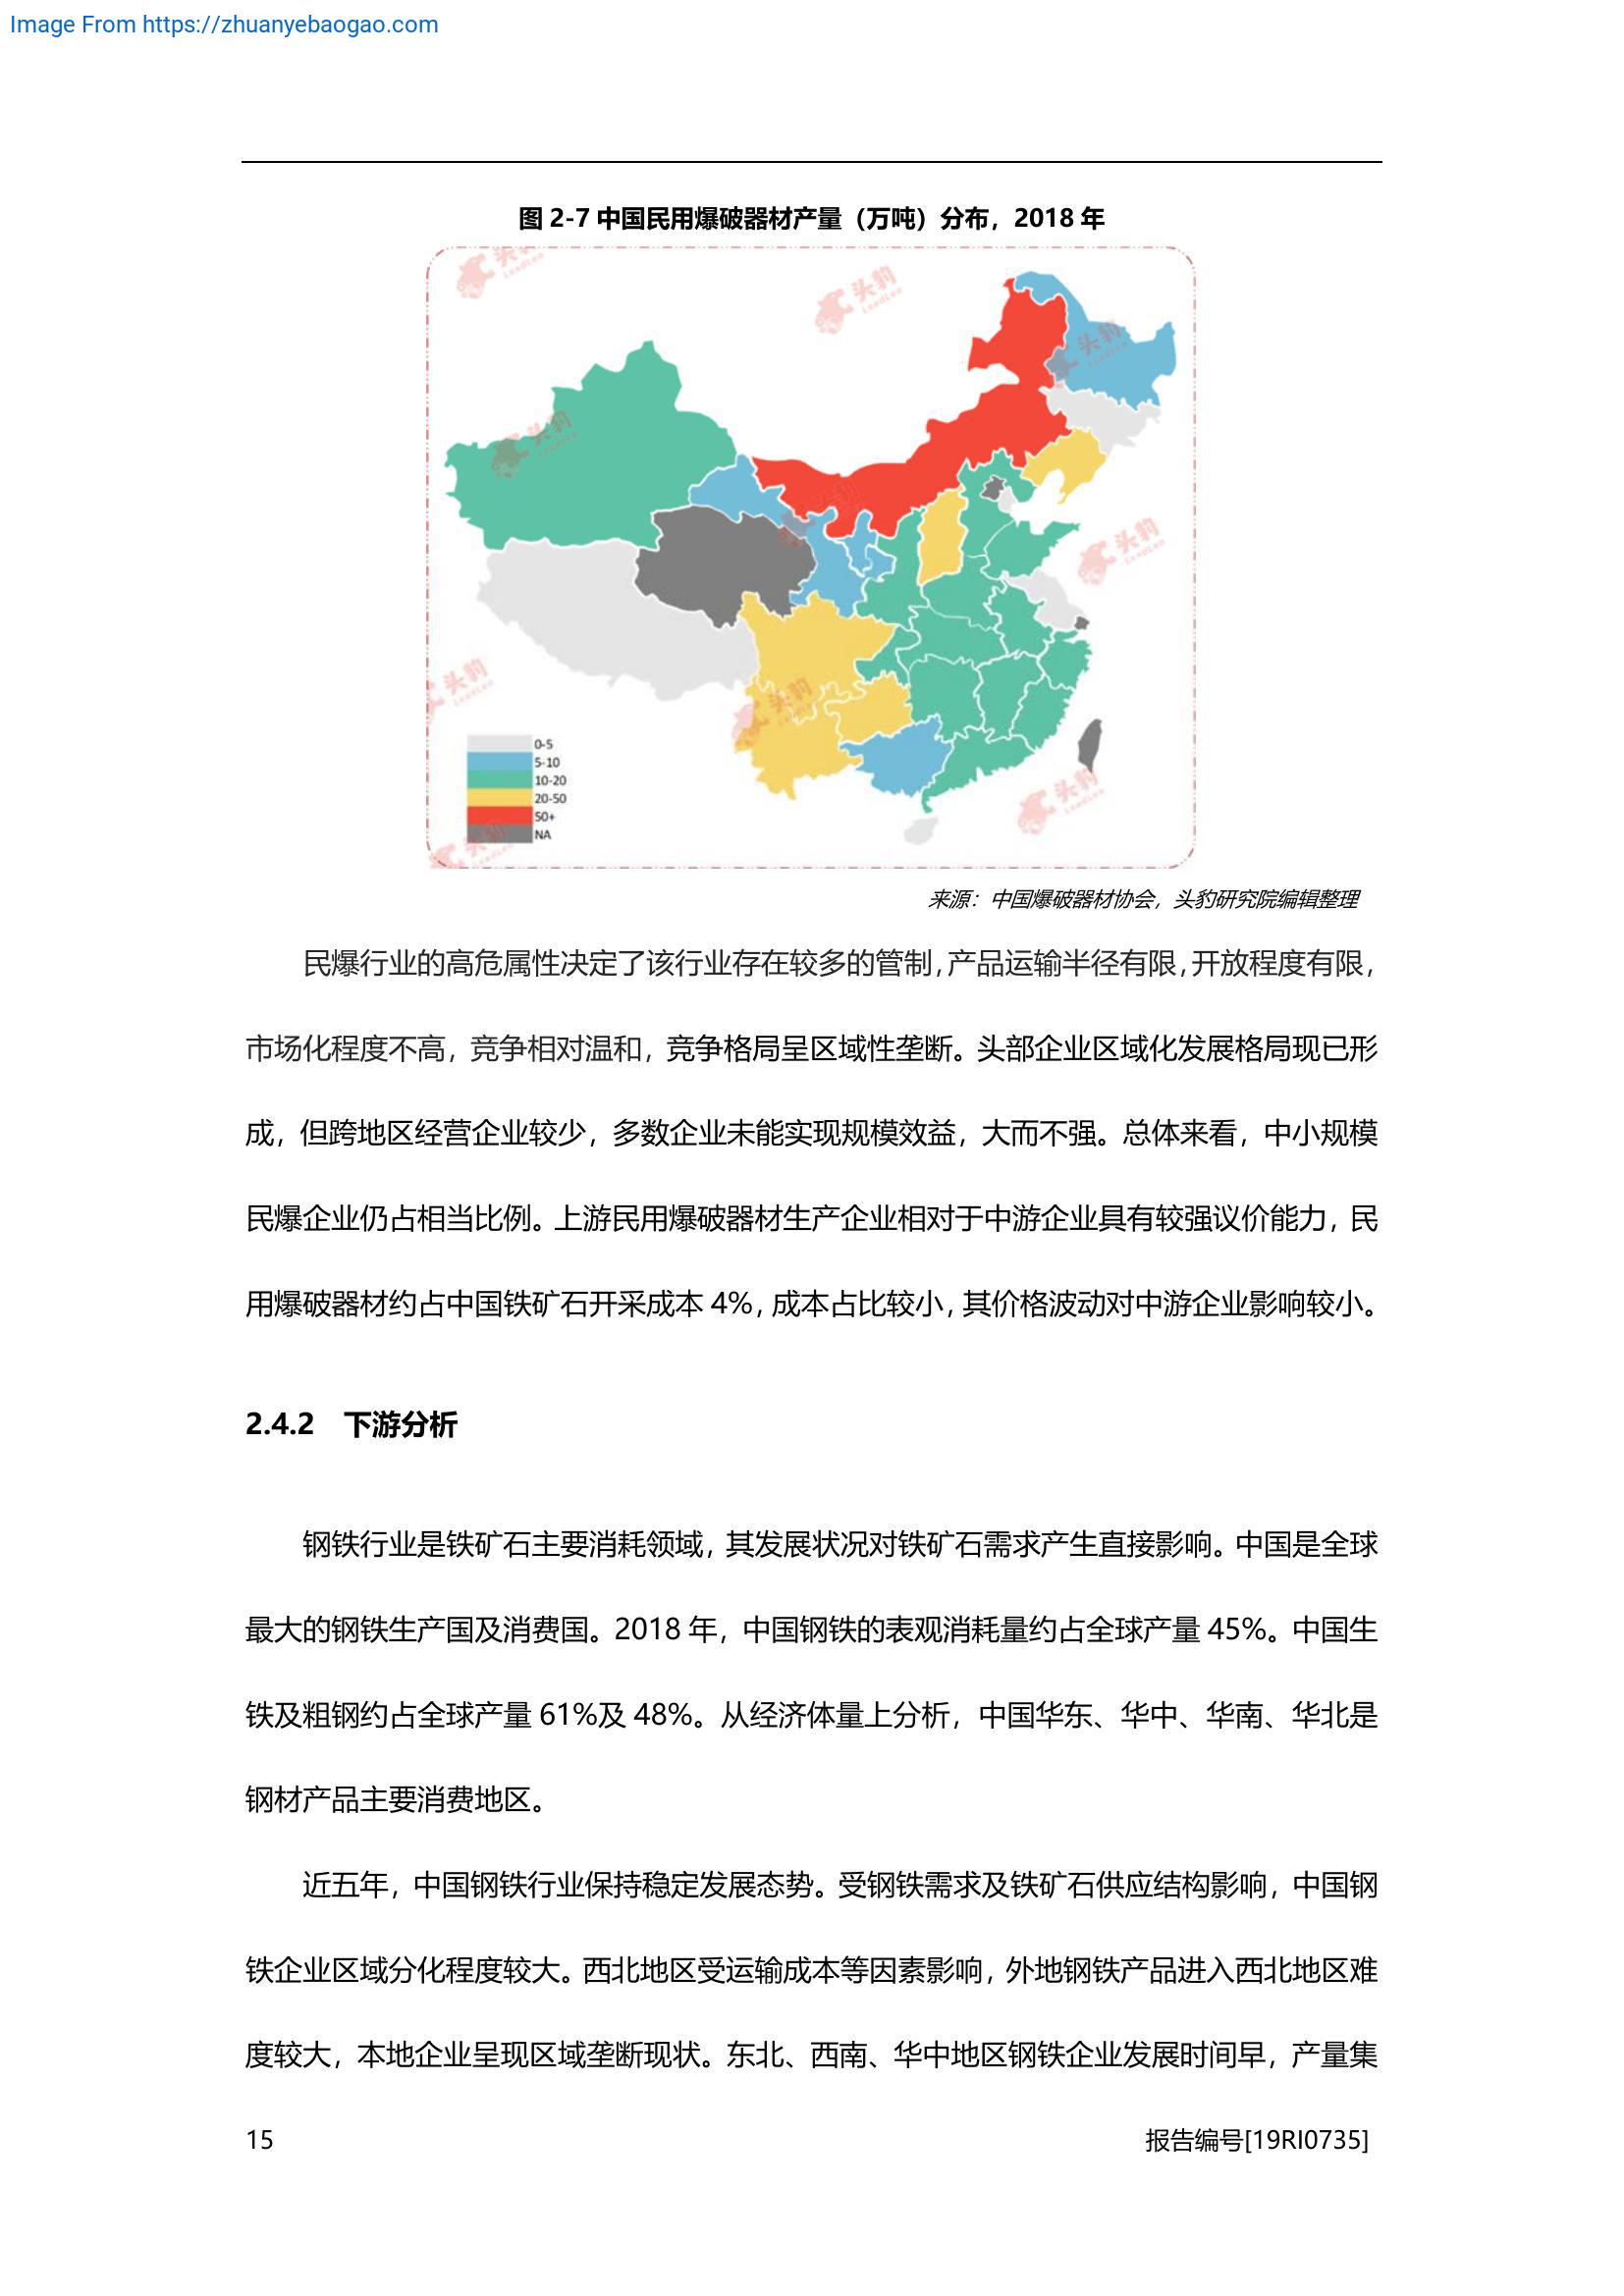 Image From https://zhuanyebaogao.com
图 2-7 中国民用爆破器材产量（万吨）分布，2018 年
头豹
LeadLeo
头豹
LeadLeo
头豹
LeadLeo
头豹
LeadLeo
头豹
LeadLeo
头豹
LeadLeo
头豹
LeadLeo
头豹
LeadLeo
0-5
5-10
10-20
20-50
50+
NA
来源：中国爆破器材协会，头豹研究院编辑整理
民爆行业的高危属性决定了该行业存在较多的管制，产品运输半径有限，开放程度有限，
市场化程度不高，竞争相对温和，竞争格局呈区域性垄断。头部企业区域化发展格局现已形
成，但跨地区经营企业较少，多数企业未能实现规模效益，大而不强。总体来看，中小规模
民爆企业仍占相当比例。上游民用爆破器材生产企业相对于中游企业具有较强议价能力，民
用爆破器材约占中国铁矿石开采成本 4%，成本占比较小，其价格波动对中游企业影响较小。
2.4.2 下游分析
钢铁行业是铁矿石主要消耗领域，其发展状况对铁矿石需求产生直接影响。中国是全球
最大的钢铁生产国及消费国。2018 年，中国钢铁的表观消耗量约占全球产量 45%。中国生
铁及粗钢约占全球产量 61%及 48%。从经济体量上分析，中国华东、华中、华南、华北是
钢材产品主要消费地区。
近五年，中国钢铁行业保持稳定发展态势。受钢铁需求及铁矿石供应结构影响，中国钢
铁企业区域分化程度较大。西北地区受运输成本等因素影响，外地钢铁产品进入西北地区难
度较大，本地企业呈现区域垄断现状。东北、西南、华中地区钢铁企业发展时间早，产量集
15
报告编号[19RI0735]